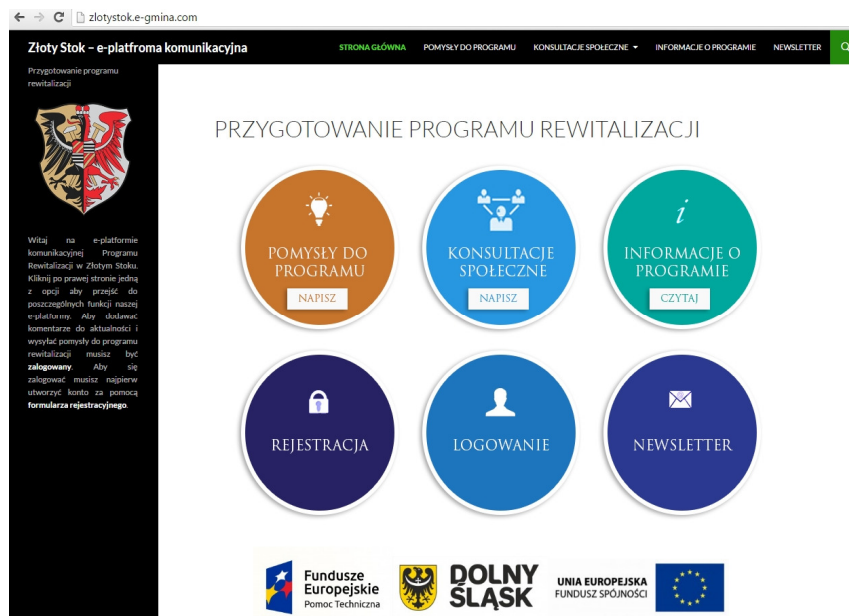 zlotystok.e-gmina.com
Złoty Stok – e-platfroma komunikacyjna
STRONA GŁÓWNA POMYSŁY DO PROGRAMU KONSULTACJE SPOŁECZNE INFORMACJE O PROGRAMIE NEWSLETTER
Przygotowanie programu
rewitalizacji
Witaj na e-platformie
komunikacyjnej Programu
Rewitalizacji w Złotym Stoku.
Kliknij po prawej stronie jedną
z opcji aby przejść do
poszczególnych funkcji naszej
e-platformy. Aby dodawać
komentarze do aktualności i
wysyłać pomysły do programu
rewitalizacji musisz być
zalogowany. Aby się
zalogować musisz najpierw
utworzyć konto za pomocą
formularza rejestracyjnego.
PRZYGOTOWANIE PROGRAMU REWITALIZACJI
POMYSŁY DO
PROGRAMU
NAPISZ
KONSULTACJE
SPOŁECZNE
NAPISZ
i
INFORMACJE O
PROGRAMIE
CZYTAJ
REJESTRACJA
LOGOWANIE
NEWSLETTER
Fundusze
Europejskie
Pomoc Techniczna
DOLNY
ŚLĄSK
UNIA EUROPEJSKA
FUNDUSZ SPÓJNOŚCI